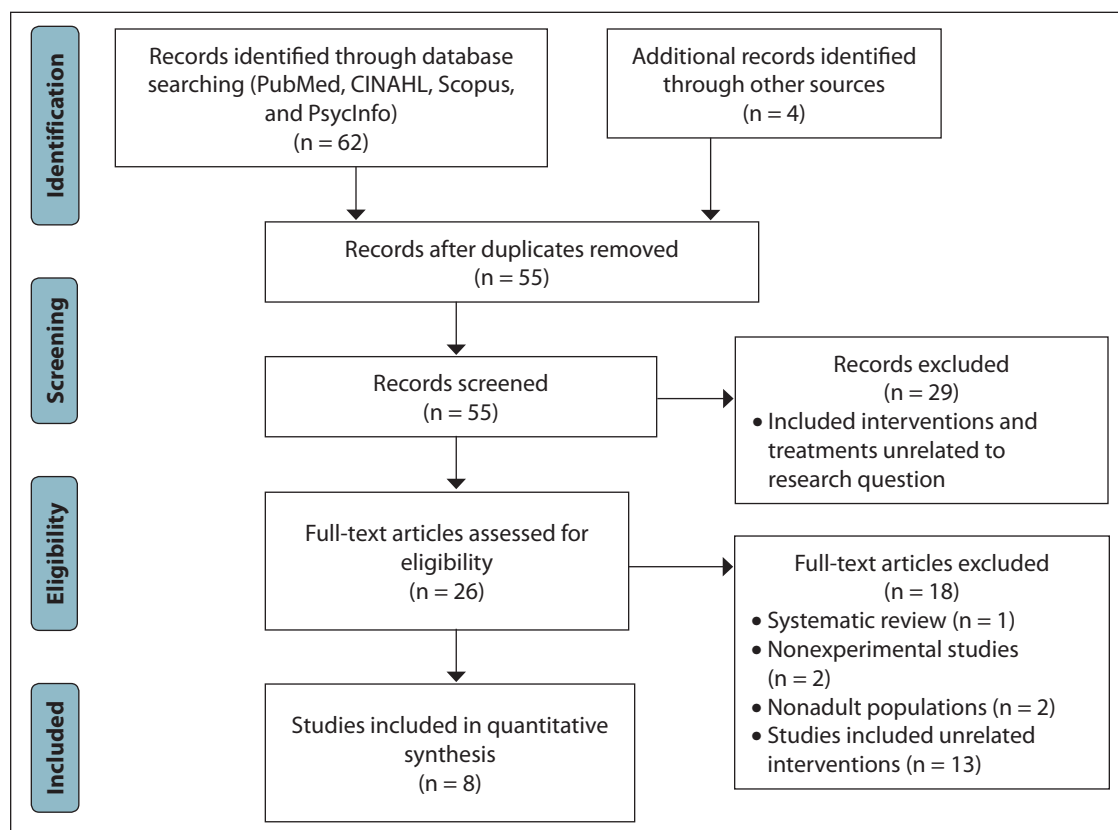 Identification
Records identified through database
searching (PubMed, CINAHL, Scopus,
and PsycInfo)
(n = 62)
Additional records identified
through other sources
(n = 4)
Records after duplicates removed
(n = 55)
Screening
Records screened
(n = 55)
Records excluded
(n = 29)
• Included interventions and
treatments unrelated to
research question
Eligibility
Full-text articles assessed for
eligibility
(n = 26)
Full-text articles excluded
(n = 18)
• Systematic review (n = 1)
• Nonexperimental studies
(n = 2)
• Nonadult populations (n = 2)
• Studies included unrelated
interventions (n = 13)
Included
Studies included in quantitative
synthesis
(n = 8)